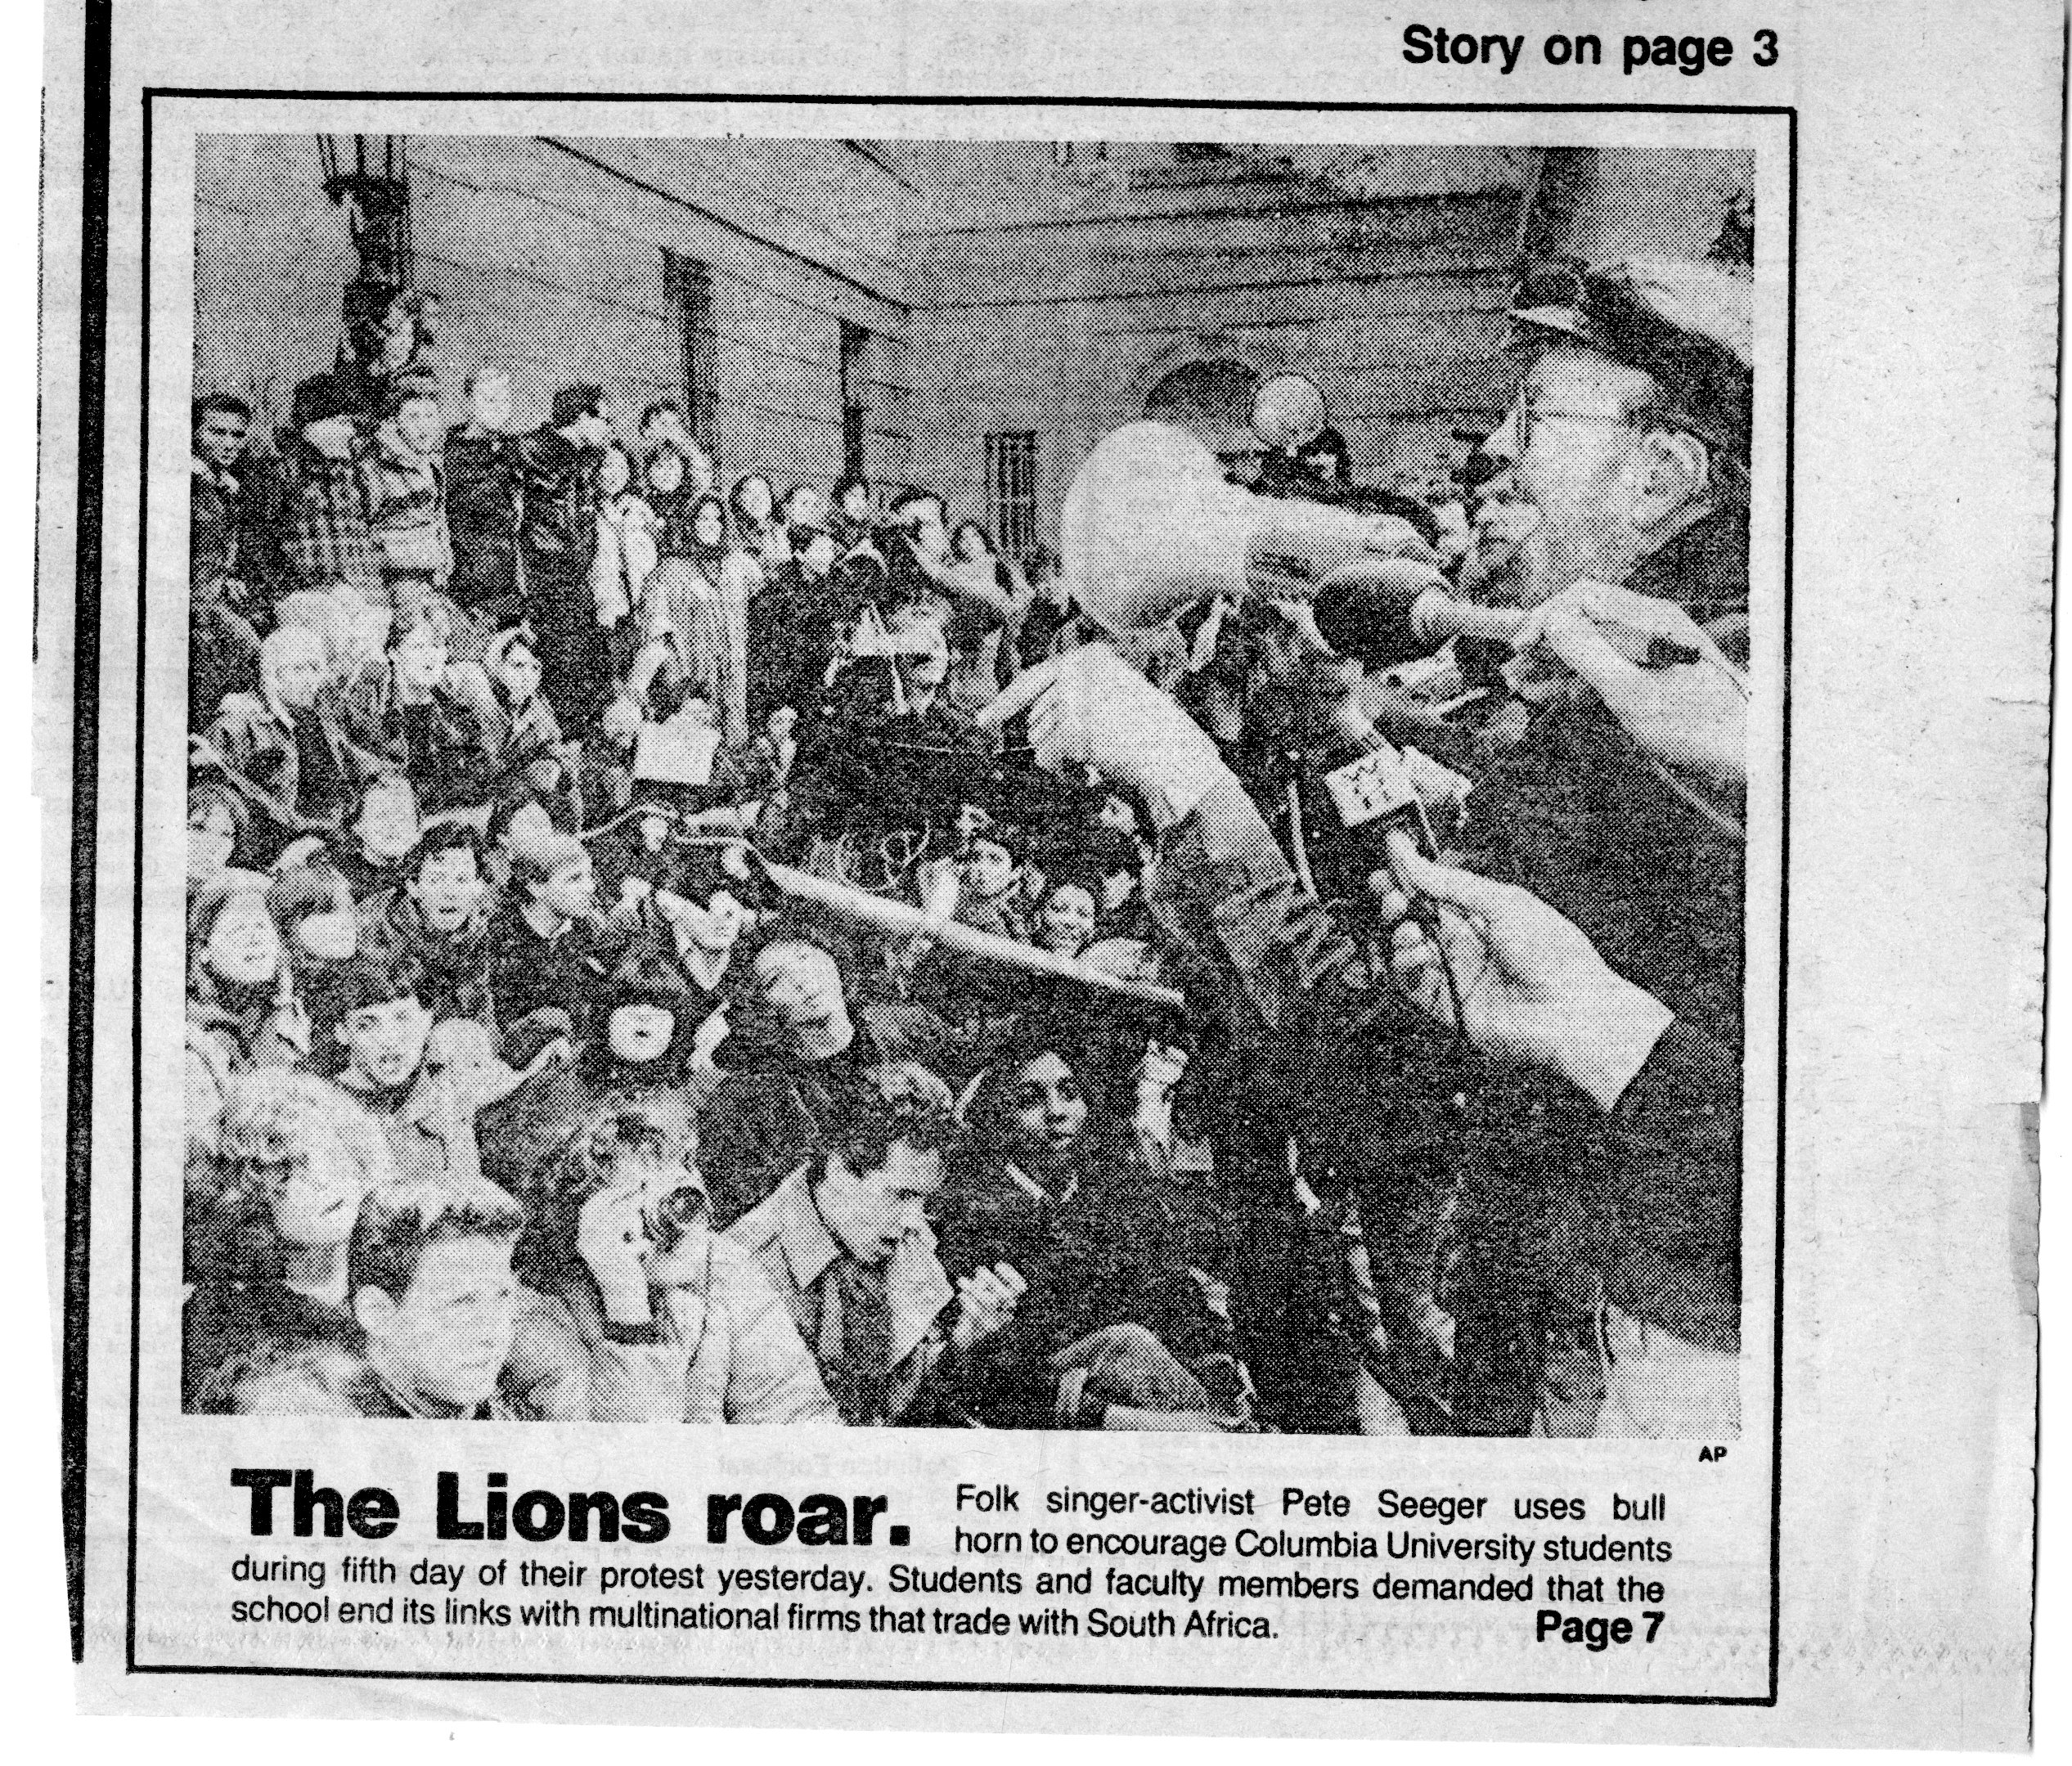 Story on page 3
AP
The Lions roar. Folk singer-activist Pete Seeger uses bull
horn to encourage Columbia University students
during fifth day of their protest yesterday. Students and faculty members demanded that the
school end its links with multinational firms that trade with South Africa. Page 7